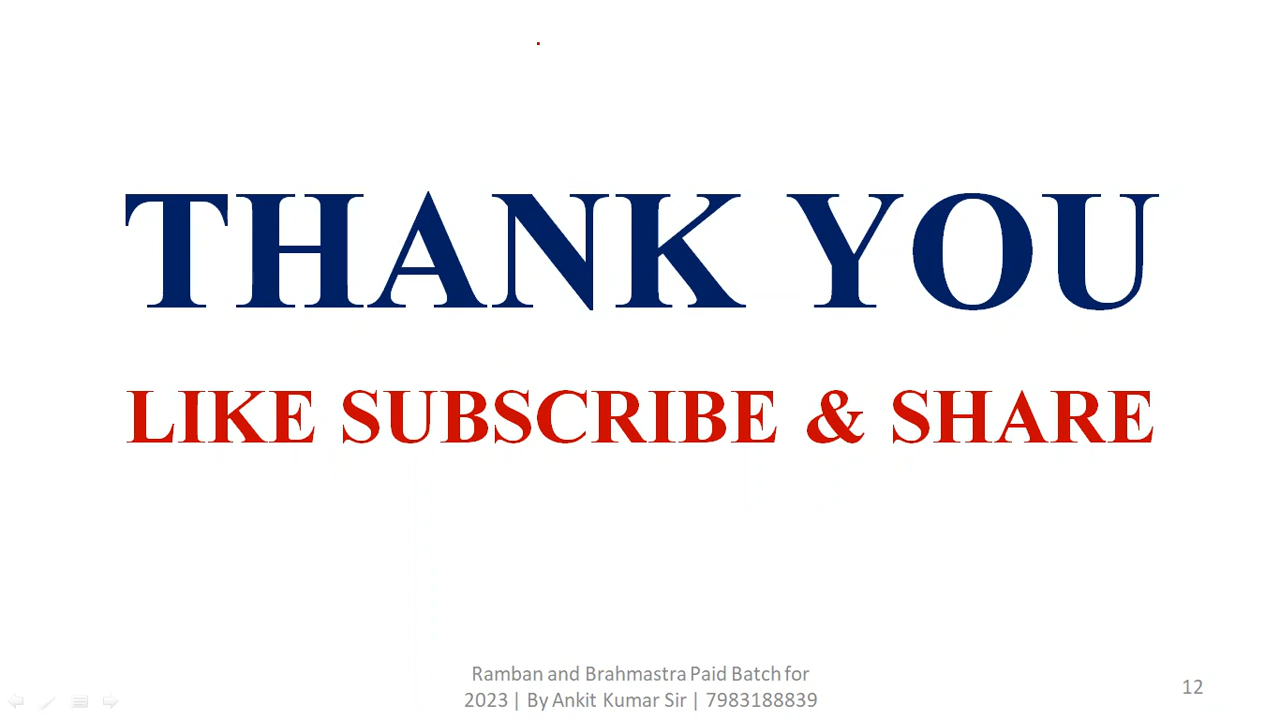 THANK YOU
LIKE SUBSCRIBE & SHARE
Ramban and Brahmastra Paid Batch for
2023 | By Ankit Kumar Sir | 7983188839
12